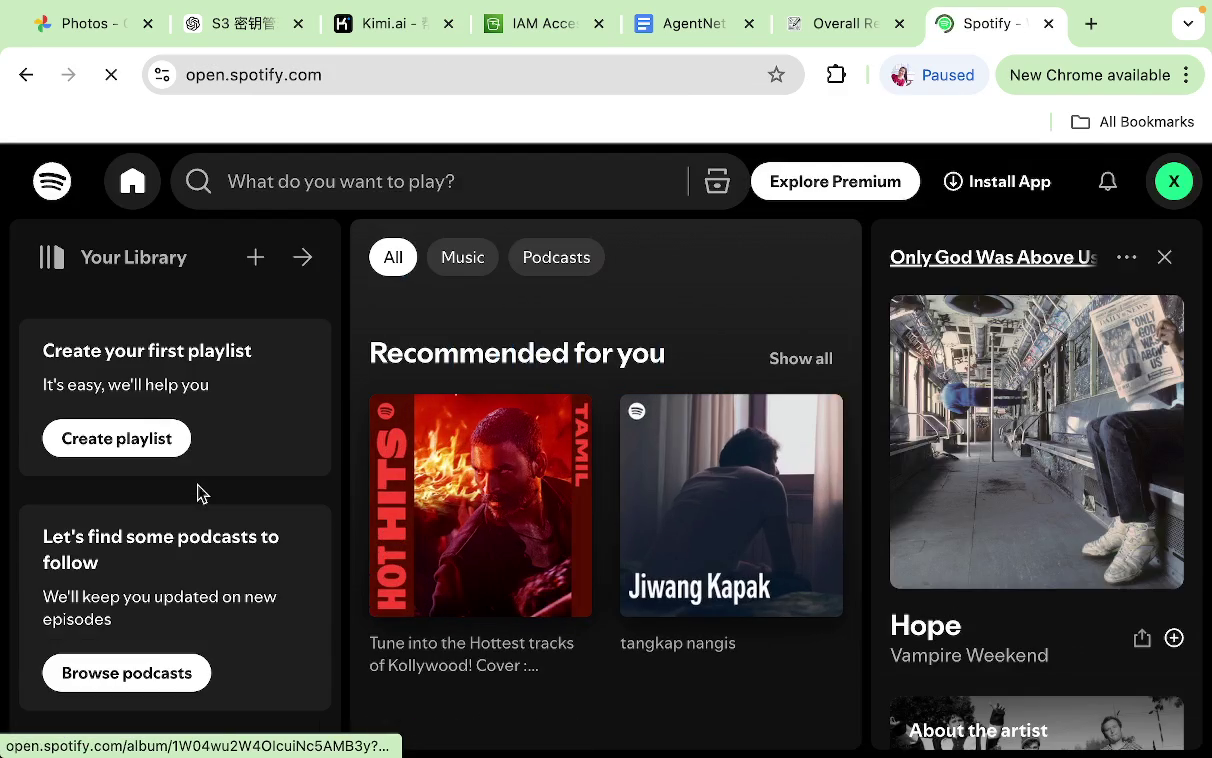 Photos - (
S3 密钥管
Kimi.ai -
IAM Acce
AgentNet
Overall Re
Spotify -
open.spotify.com
Paused
New Chrome available
All Bookmarks
What do you want to play?
Explore Premium
Install App
X
Your Library
Create your first playlist
It's easy, we'll help you
Create playlist
Let's find some podcasts to
follow
We'll keep you updated on new
episodes
Browse podcasts
All
Music
Podcasts
Recommended for you
Show all
HOT HITS
TAMIL
Tune into the Hottest tracks
of Kollywood! Cover :...
Jiwang Kapak
tangkap nangis
Only God Was Above Us
ONLY
GOD
WAS
ABOVE
US
Hope
Vampire Weekend
About the artist
open.spotify.com/album/1W04wu2W4OlcuiNc5AMB3y?...